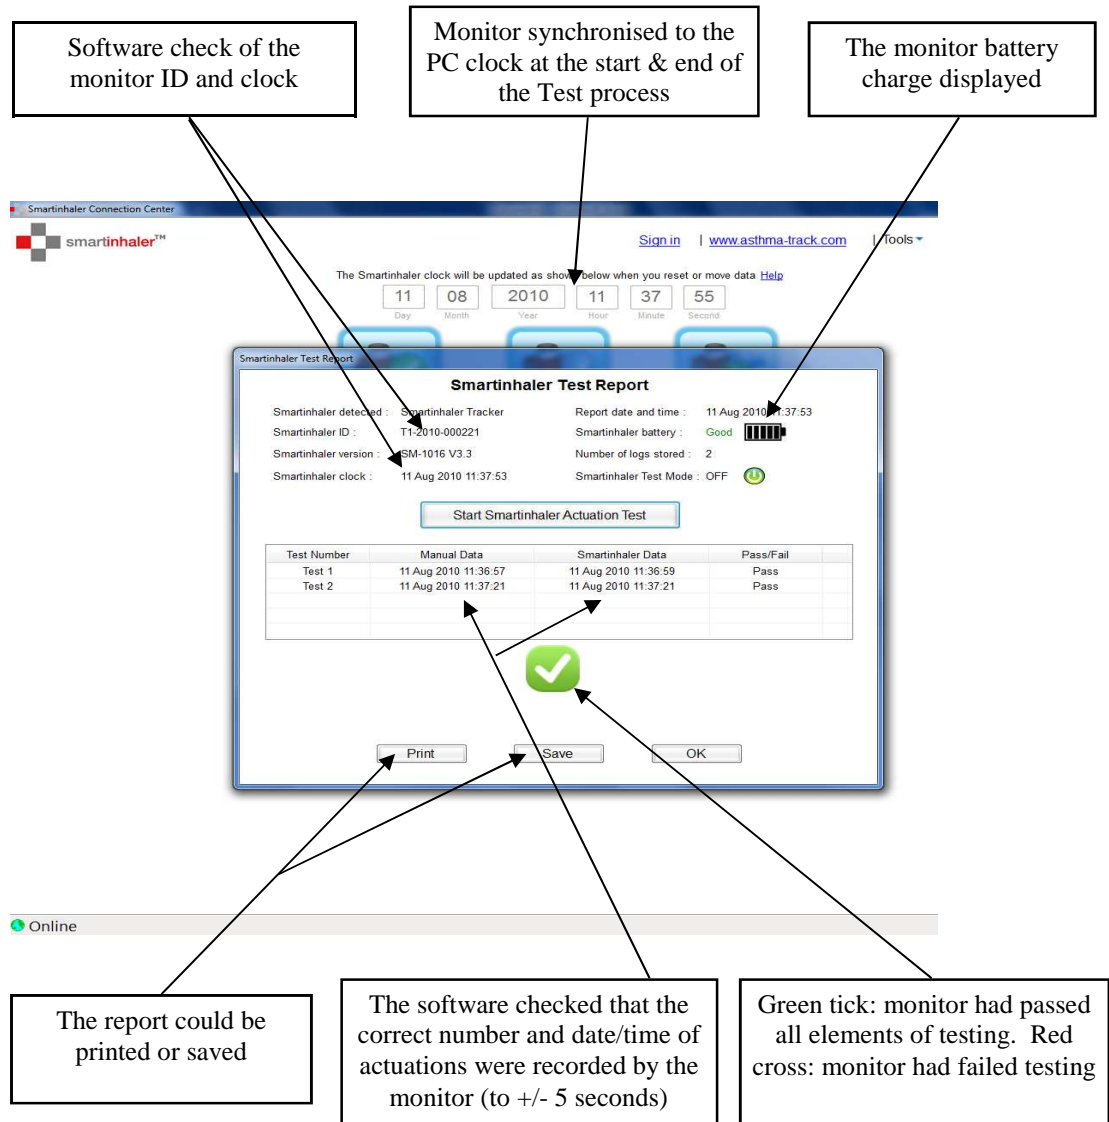 Software check of the
monitor ID and clock
Monitor synchronised to the
PC clock at the start & end of
the Test process
The monitor battery
charge displayed
Smartinhaler Connection Center
smartinhaler™
Sign in | www.asthma-track.com | Tools
The Smartinhaler clock will be updated as shown below when you reset or move data Help
11 08 2010 11 37 55
Day Month Year Hour Minute Second
Smartinhaler Test Report
Smartinhaler Test Report
Smartinhaler detected : Smartinhaler Tracker Report date and time : 11 Aug 2010 11:37:53
Smartinhaler ID : T1-2010-000221 Smartinhaler battery : Good
Smartinhaler version : SM-1016 V3.3 Number of logs stored : 2
Smartinhaler clock : 11 Aug 2010 11:37:53 Smartinhaler Test Mode : OFF
Start Smartinhaler Actuation Test
Test Number Manual Data Smartinhaler Data Pass/Fail
Test 1 11 Aug 2010 11:36:57 11 Aug 2010 11:36:59 Pass
Test 2 11 Aug 2010 11:37:21 11 Aug 2010 11:37:21 Pass
Print Save OK
Online
The report could be
printed or saved
The software checked that the
correct number and date/time of
actuations were recorded by the
monitor (to +/- 5 seconds)
Green tick: monitor had passed
all elements of testing. Red
cross: monitor had failed testing